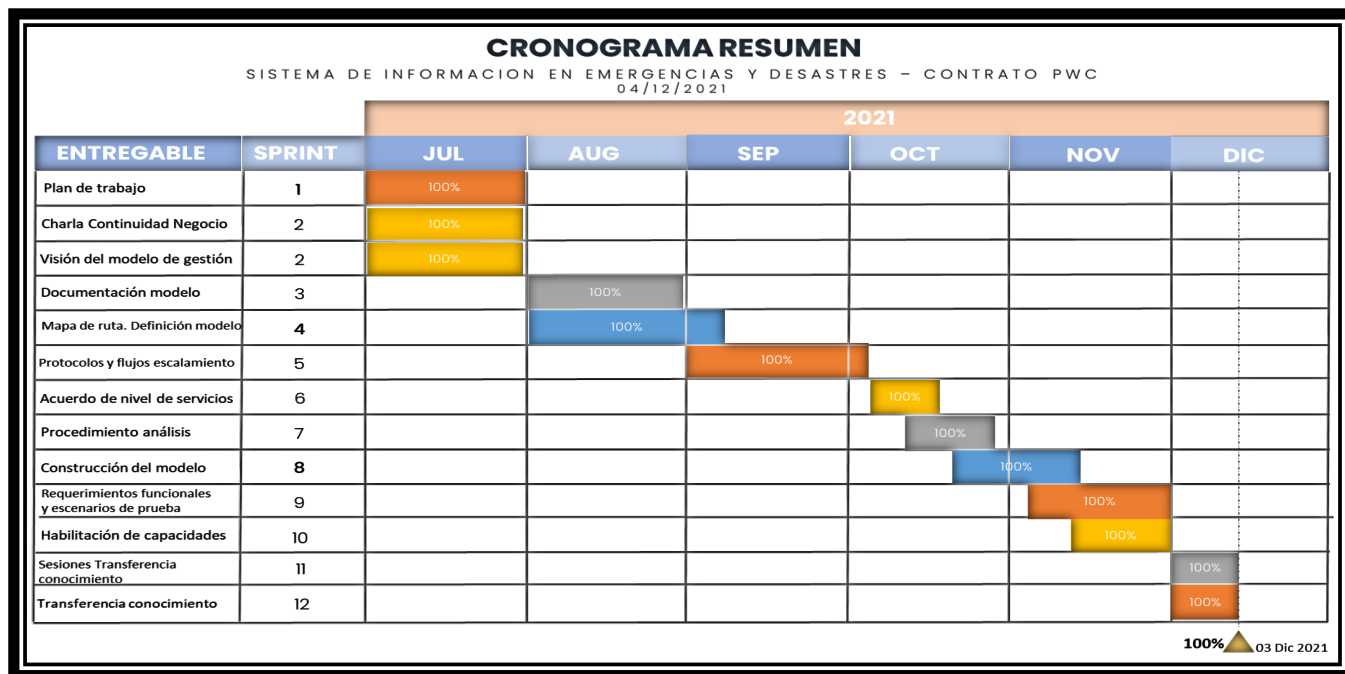 CRONOGRAMA RESUMEN
SISTEMA DE INFORMACION EN EMERGENCIAS Y DESASTRES – CONTRATO PWC
04/12/2021
2021
ENTREGABLE SPRINT JUL AUG SEP OCT NOV DIC
Plan de trabajo 1 100%
Charla Continuidad Negocio 2 100%
Visión del modelo de gestión 2 100%
Documentación modelo 3 100%
Mapa de ruta. Definición modelo 4 100%
Protocolos y flujos escalamiento 5 100%
Acuerdo de nivel de servicios 6 100%
Procedimiento análisis 7 100%
Construcción del modelo 8 100%
Requerimientos funcionales
y escenarios de prueba 9 100%
Habilitación de capacidades 10 100%
Sesiones Transferencia
conocimiento 11 100%
Transferencia conocimiento 12 100%
100% 03 Dic 2021